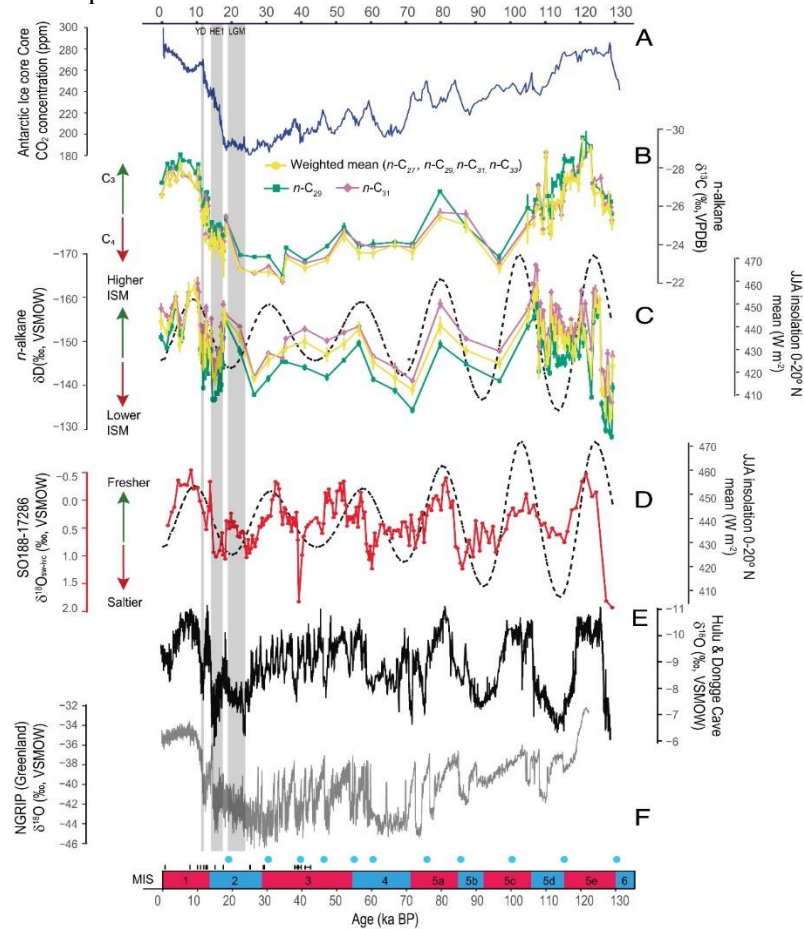 0 10 20 30 40 50 60 70 80 90 100 110 120 130
YD HE1 LGM
A
Antarctic Ice core Core
CO₂ concentration (ppm)
300
280
260
240
220
200
180
B
C₃
C₄
Weighted mean (n-C₂₇, n-C₂₉, n-C₃₁, n-C₃₃)
n-C₂₉ n-C₃₁
−30
−28
−26
−24
−22
n-alkane
δ¹³C (‰, VPDB)
C
n-alkane
δD(‰, VSMOW)
−170
−160
−150
−140
−130
Higher
ISM
Lower
ISM
470
460
450
440
430
420
410
JJA insolation 0-20° N
mean (W m⁻²)
D
SO188-17286
δ¹⁸Osw-ivc (‰, VSMOW)
−0.5
0.0
0.5
1.0
1.5
2.0
Fresher
Saltier
470
460
450
440
430
420
410
JJA insolation 0-20° N
mean (W m⁻²)
E
−11
−10
−9
−8
−7
−6
Hulu & Dongge Cave
δ¹⁸O (‰, VSMOW)
NGRIP (Greenland)
δ¹⁸O (‰, VSMOW)
−32
−34
−36
−38
−40
−42
−44
−46
F
MIS 1 2 3 4 5a 5b 5c 5d 5e 6
0 10 20 30 40 50 60 70 80 90 100 110 120 130
Age (ka BP)